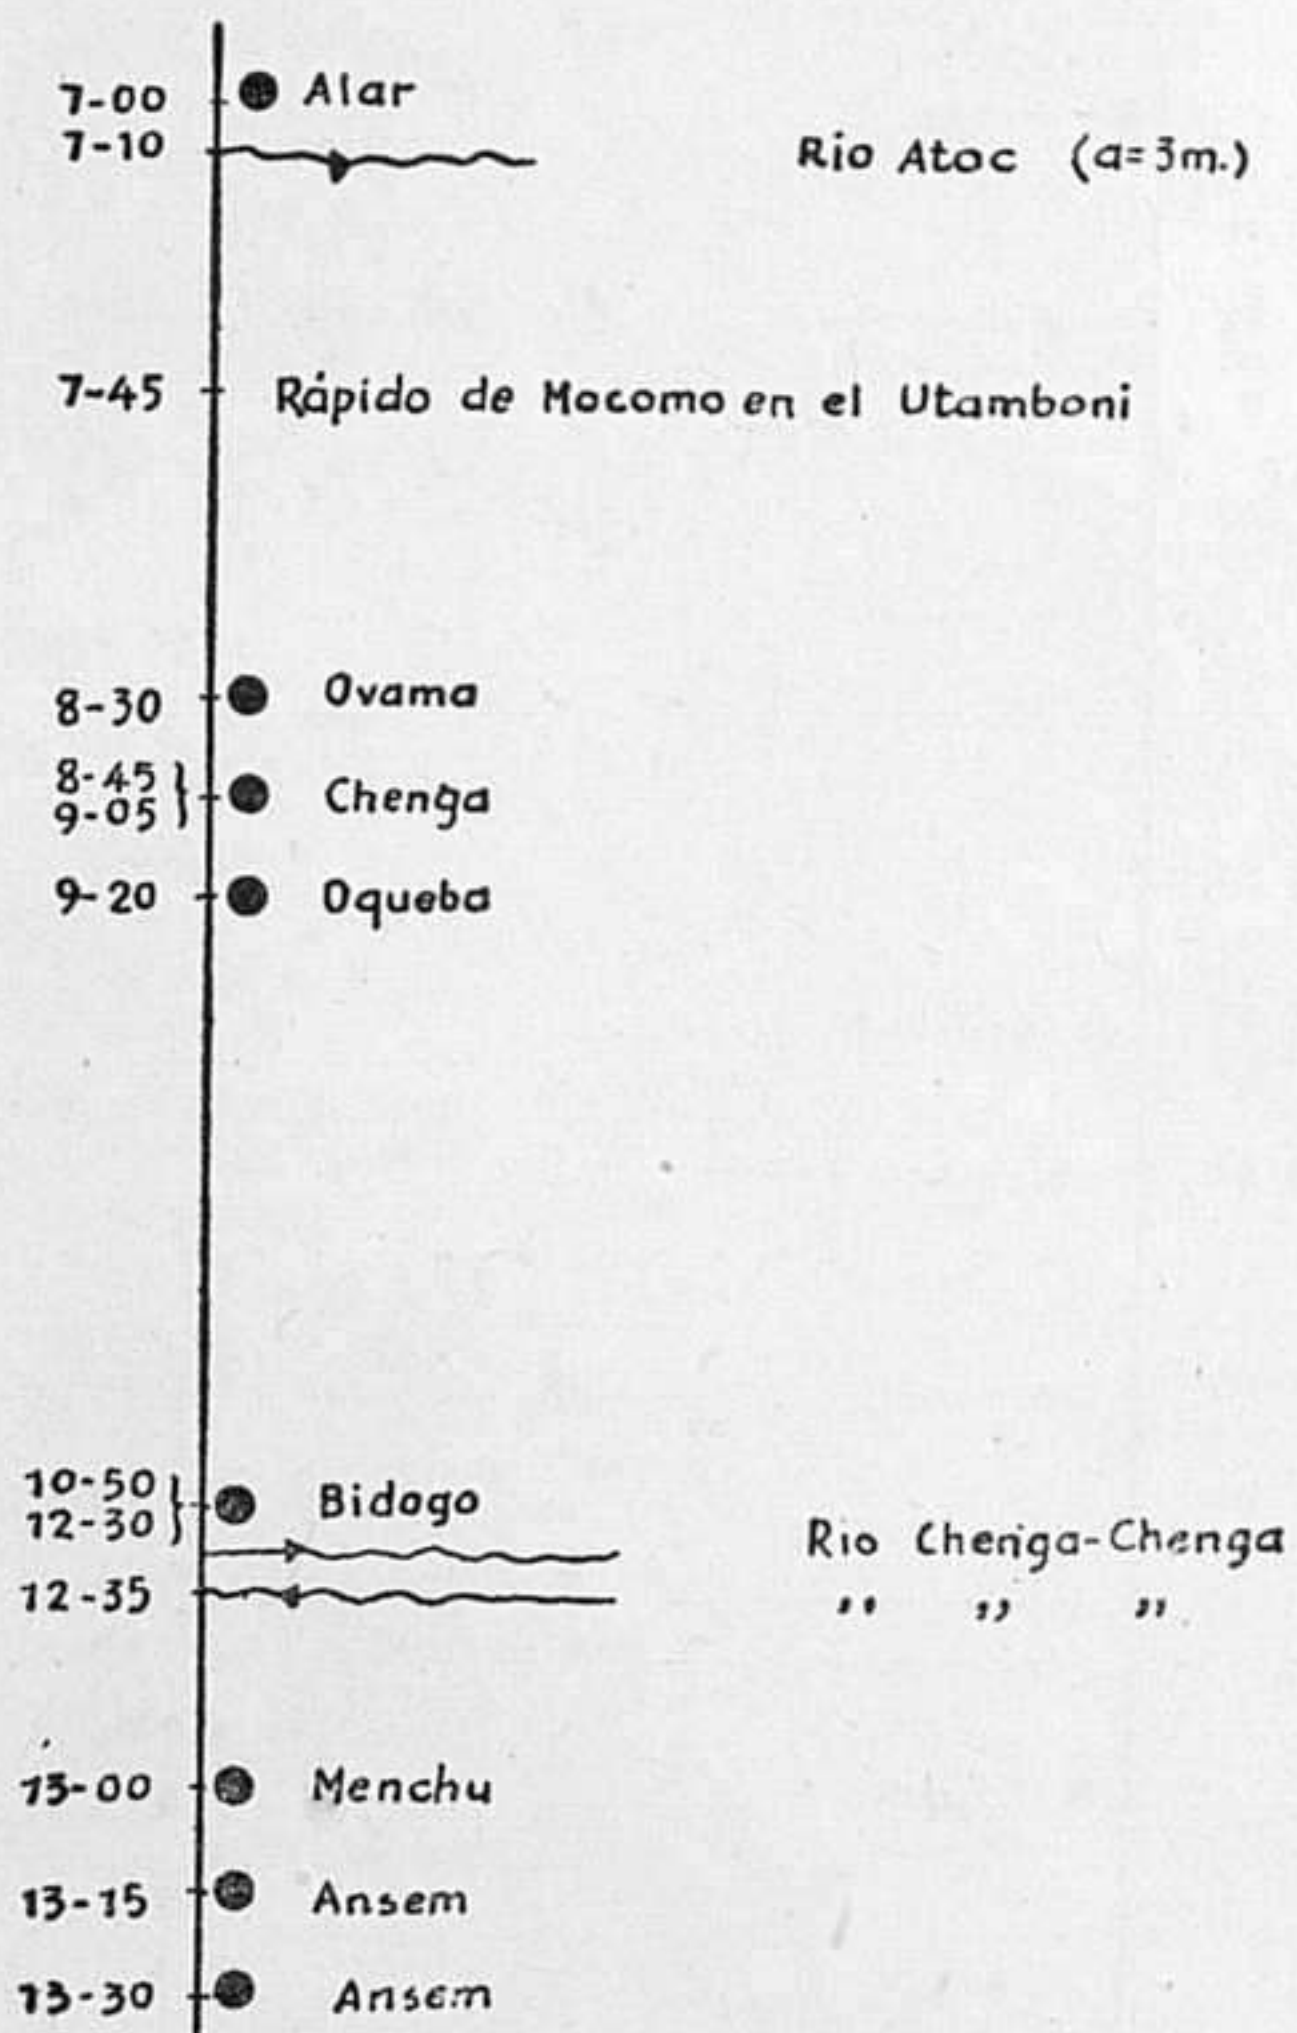 7-00 Alar
7-10 Rio Atoc (a=3m.)
7-45 Rápido de Mocomo en el Utamboni
8-30 Ovama
8-45
9-05 } Chenga
9-20 Oqueba
10-50
12-30 } Bidogo
Rio Chenga-Chenga
12-35 ,, ,, ,,
13-00 Menchu
13-15 Ansem
13-30 Ansem